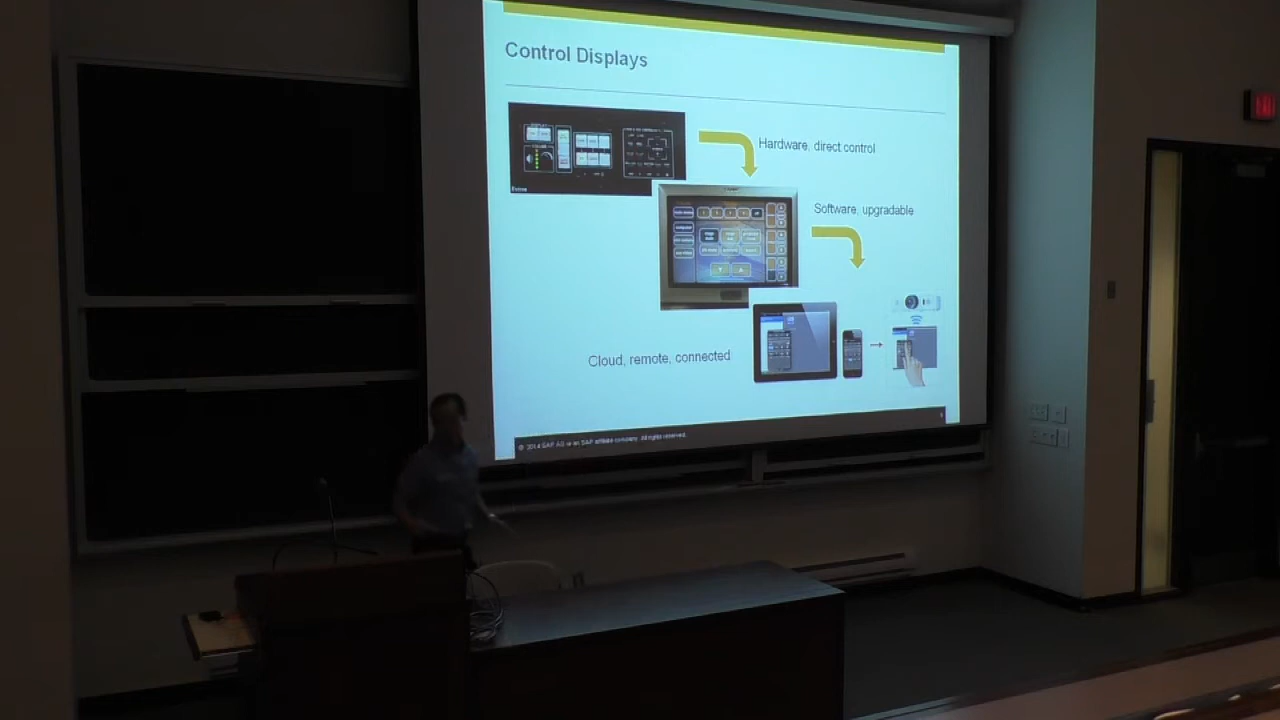 Control Displays
Hardware, direct control
Software, upgradable
Cloud, remote, connected
© 2014 SAP AG or an SAP affiliate company. All rights reserved.